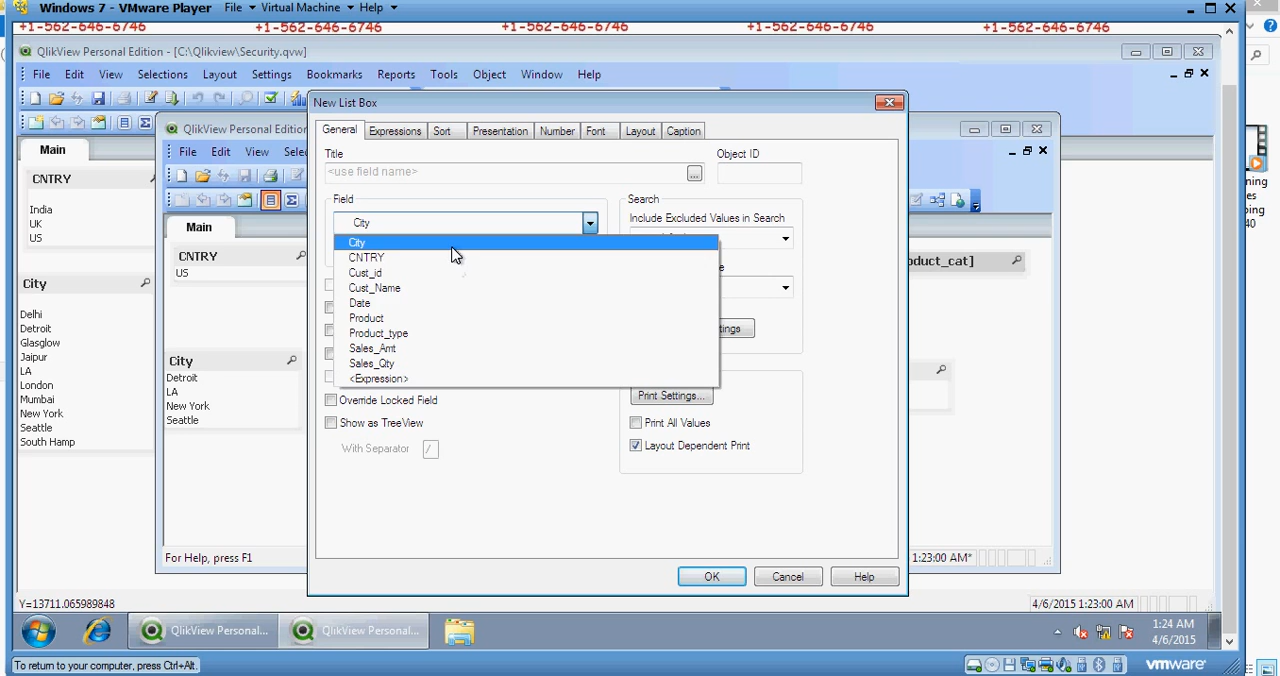 Windows 7 - VMware Player File Virtual Machine Help
+1-562-646-6746 +1-562-646-6746 +1-562-646-6746 +1-562-646-6746 +1-562-646-6746
QlikView Personal Edition - [C:\Qlikview\Security.qvw]
File Edit View Selections Layout Settings Bookmarks Reports Tools Object Window Help
Main
CNTRY
India
UK
US
City
Delhi
Detroit
Glasglow
Jaipur
LA
London
Mumbai
New York
Seattle
South Hamp
QlikView Personal Edition
File Edit View
Main
CNTRY
US
City
Detroit
LA
New York
Seattle
For Help, press F1
New List Box
General Expressions Sort Presentation Number Font Layout Caption
Title
Object ID
<use field name>
...
Field
City
City
CNTRY
Cust_id
Cust_Name
Date
Product
Product_type
Sales_Amt
Sales_Qty
<Expression>
Search
Include Excluded Values in Search
Override Locked Field
Show as TreeView
With Separator /
Print Settings...
Print All Values
Layout Dependent Print
OK Cancel Help
1:23:00 AM*
Y=13711.065989848
4/6/2015 1:23:00 AM
QlikView Personal... QlikView Personal...
1:24 AM
4/6/2015
To return to your computer, press Ctrl+Alt.
vmware
40